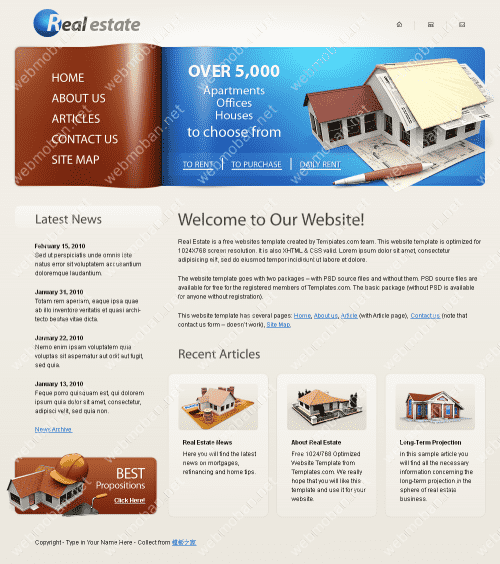 Real estate
HOME
ABOUT US
ARTICLES
CONTACT US
SITE MAP
OVER 5,000
Apartments
Offices
Houses
to choose from
TO RENT
TO PURCHASE
DAILY RENT
Latest News
February 15, 2010
Sed ut perspiciatis unde omnis iste
natus error sit voluptatem accusantium
doloremque laudantium.
January 31, 2010
Totam rem aperiam, eaque ipsa quae
ab illo inventore veritatis et quasi archi-
tecto beatae vitae dicta.
January 22, 2010
Nemo enim ipsam voluptatem quia
voluptas sit aspernatur aut odit aut fugit,
sed quia.
January 13, 2010
Feque porro quisquam est, qui dolorem
ipsum quia dolor sit amet, consectetur,
adipisci velit, sed quia non.
News Archive
BEST
Propositions
Click Here!
Welcome to Our Website!
Real Estate is a free websites template created by Templates.com team. This website template is optimized for
1024X768 screen resolution. It is also XHTML & CSS valid. Lorem ipsum dolor sit amet, consectetur
adipisicing elit, sed do eiusmod tempor incididunt ut labore et dolore.
The website template goes with two packages – with PSD source files and without them. PSD source files are
available for free for the registered members of Templates.com. The basic package (without PSD is available
for anyone without registration).
This website template has several pages: Home, About us, Article (with Article page), Contact us (note that
contact us form – doesn't work), Site Map.
Recent Articles
Real Estate News
Here you will find the latest
news on mortgages,
refinancing and home tips.
About Real Estate
Free 1024/768 Optimized
Website Template from
Templates.com. We really
hope that you will like this
template and use it for your
website.
Long-Term Projection
In this sample article you
will find all the necessary
information concerning the
long-term projection in the
sphere of real estate
business.
Copyright - Type in Your Name Here - Collect from 模板之家
webmoban.net